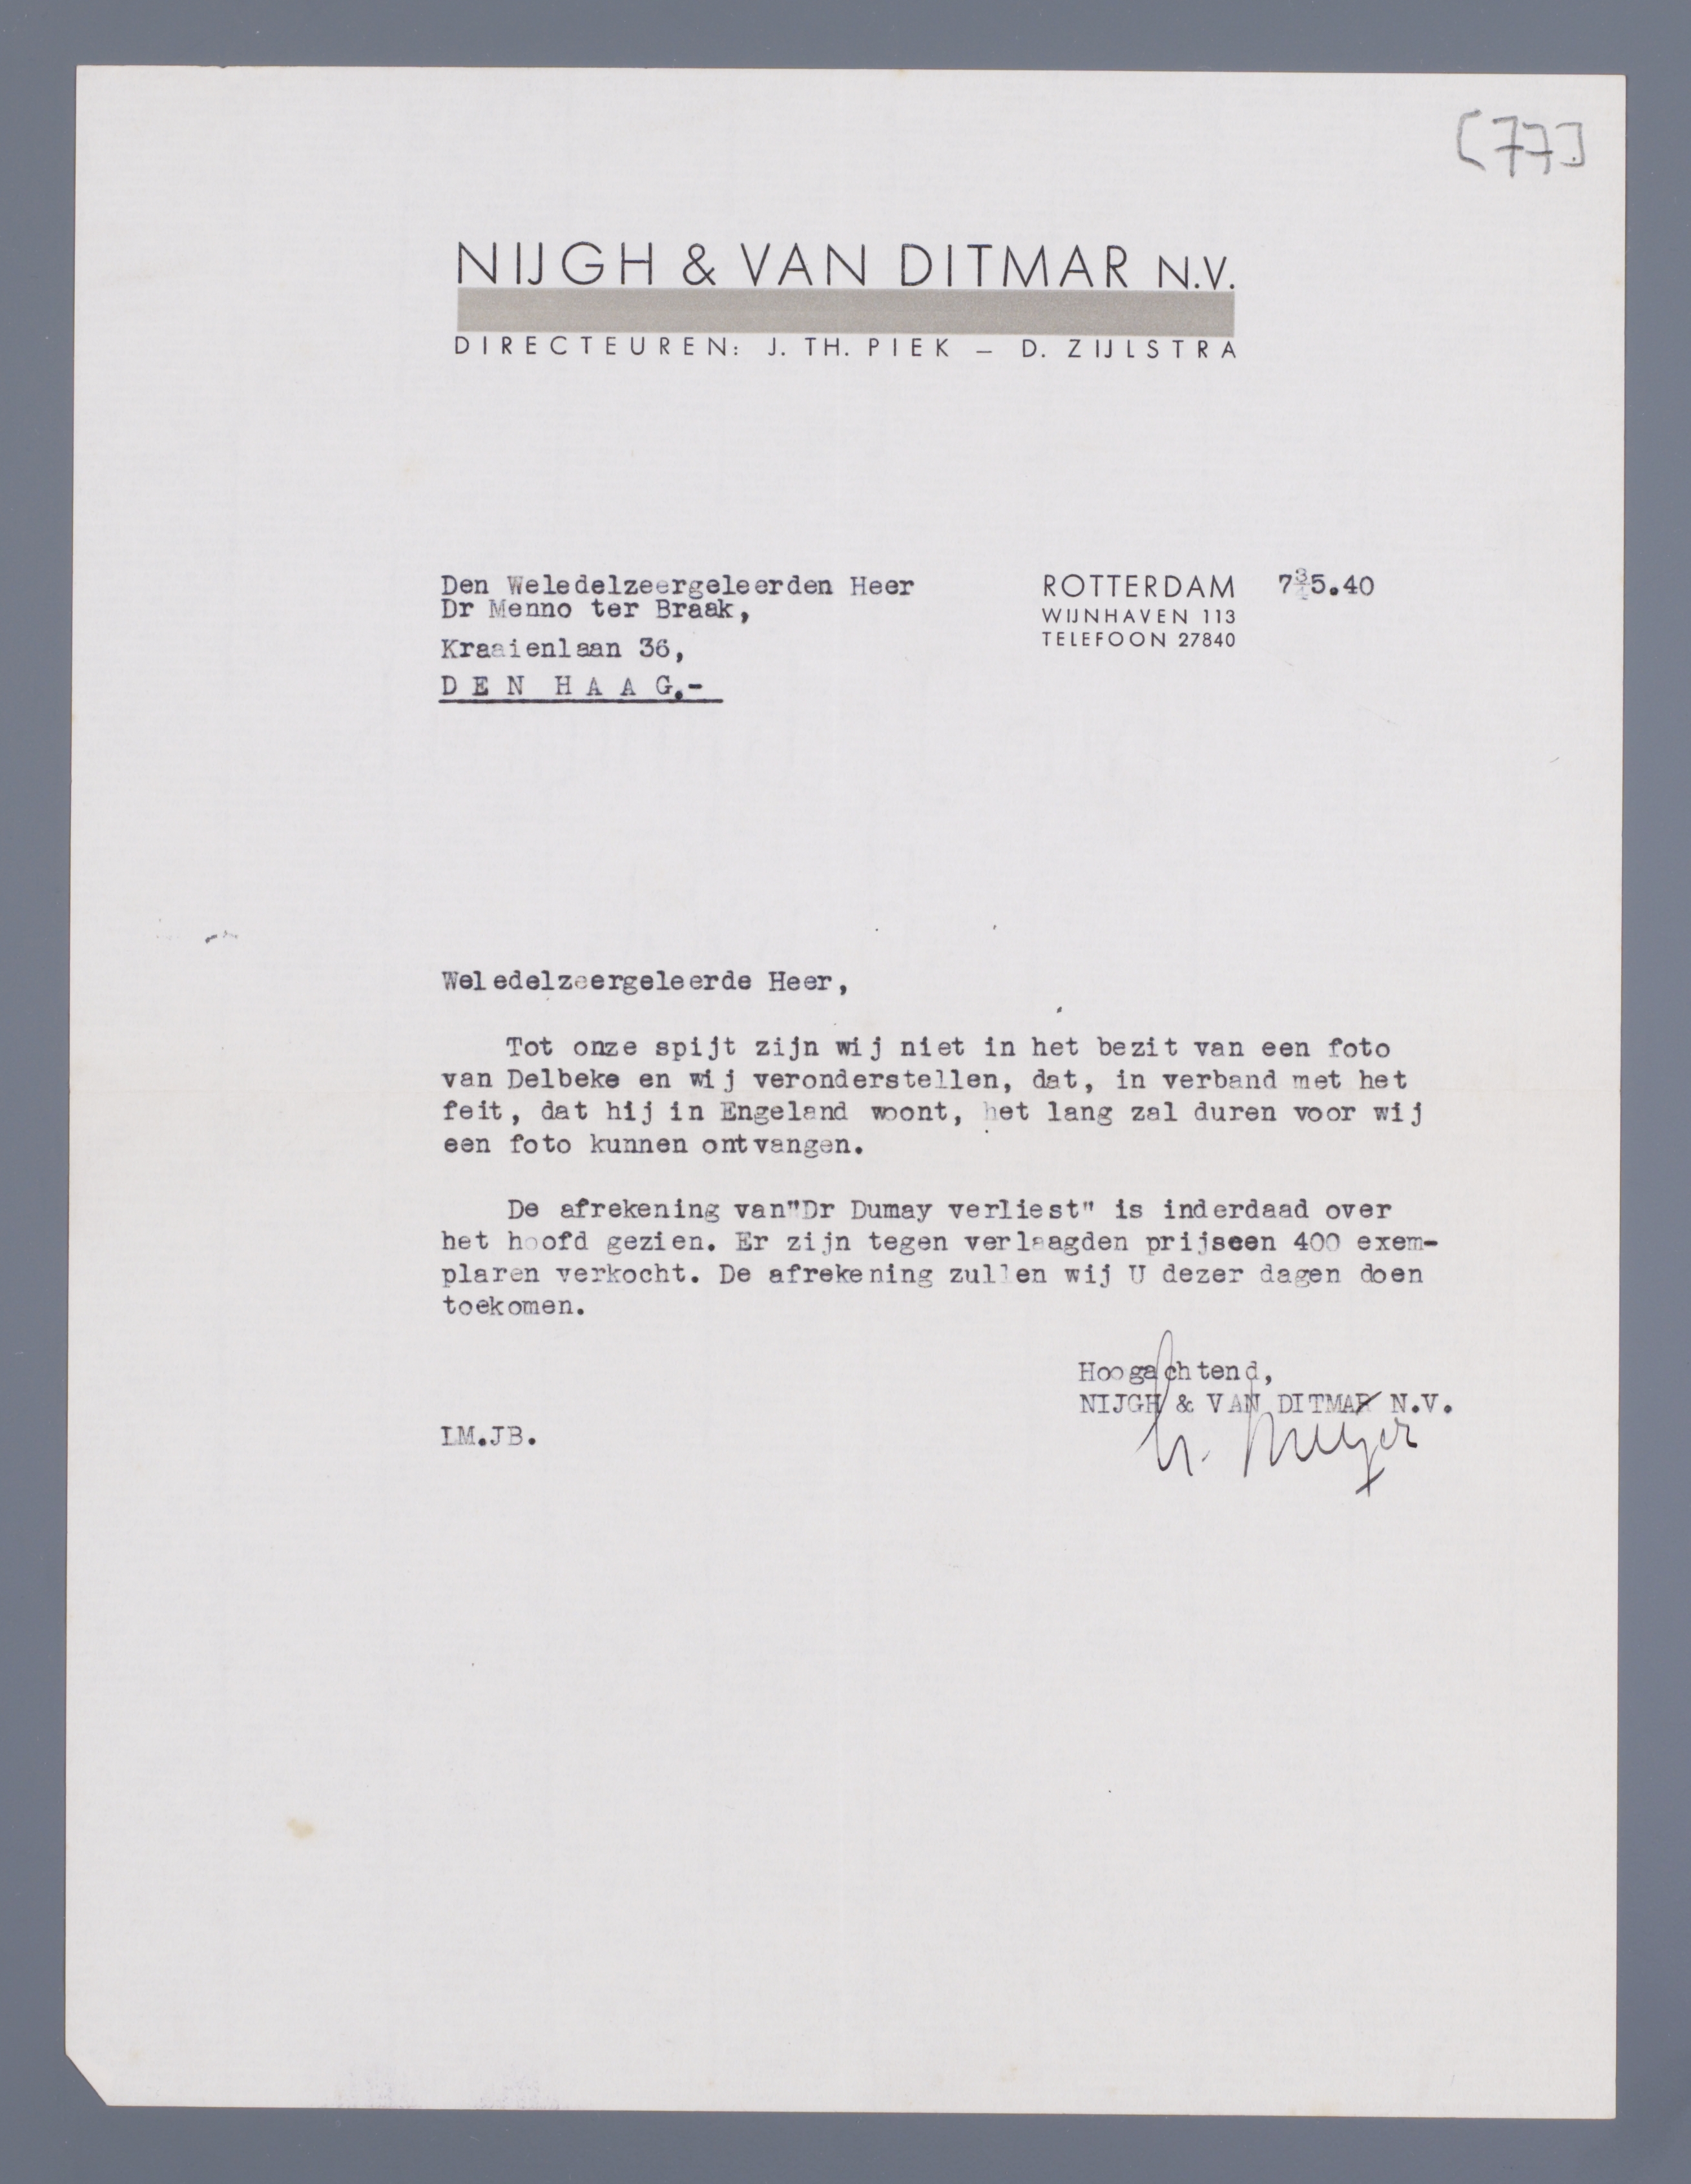 [77]
NIJGH & VAN DITMAR N.V.
DIRECTEUREN: J. TH. PIEK – D. ZIJLSTRA
Den Weledelzeergeleerden Heer
Dr Menno ter Braak,
Kraaienlaan 36,
DEN HAAG.-
ROTTERDAM 7 5.40
WIJNHAVEN 113
TELEFOON 27840
Weledelzeergeleerde Heer,
Tot onze spijt zijn wij niet in het bezit van een foto
van Delbeke en wij veronderstellen, dat, in verband met het
feit, dat hij in Engeland woont, het lang zal duren voor wij
een foto kunnen ontvangen.
De afrekening van"Dr Dumay verliest" is inderdaad over
het hoofd gezien. Er zijn tegen verlaagden prijseen 400 exem-
plaren verkocht. De afrekening zullen wij U dezer dagen doen
toekomen.
Hoogachtend,
NIJGH & VAN DITMAR N.V.
LM.JB.